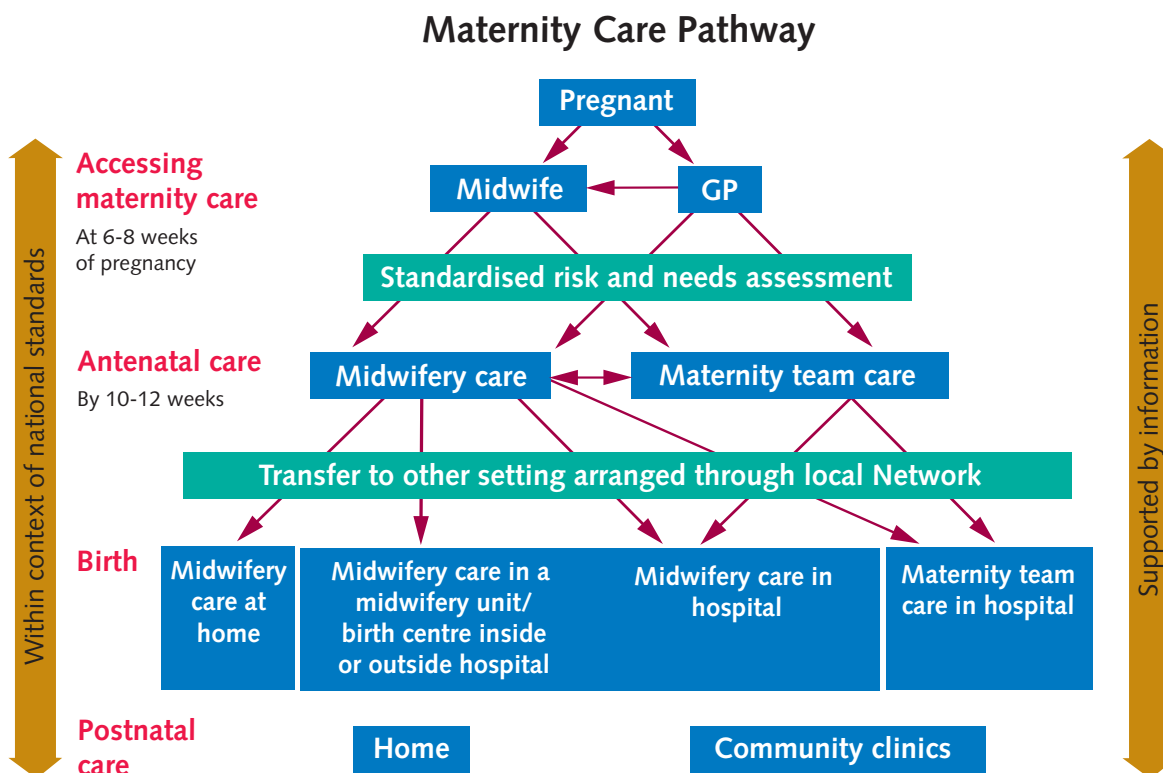 Maternity Care Pathway
Pregnant
Accessing
maternity care
At 6-8 weeks
of pregnancy
Midwife
GP
Standardised risk and needs assessment
Antenatal care
By 10-12 weeks
Midwifery care
Maternity team care
Transfer to other setting arranged through local Network
Birth
Midwifery
care at
home
Midwifery care in a
midwifery unit/
birth centre inside
or outside hospital
Midwifery care in
hospital
Maternity team
care in hospital
Postnatal
care
Home
Community clinics
Within context of national standards
Supported by information